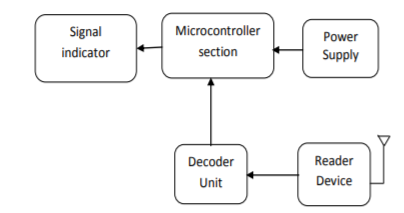 Signal
indicator
Microcontroller
section
Power
Supply
Decoder
Unit
Reader
Device